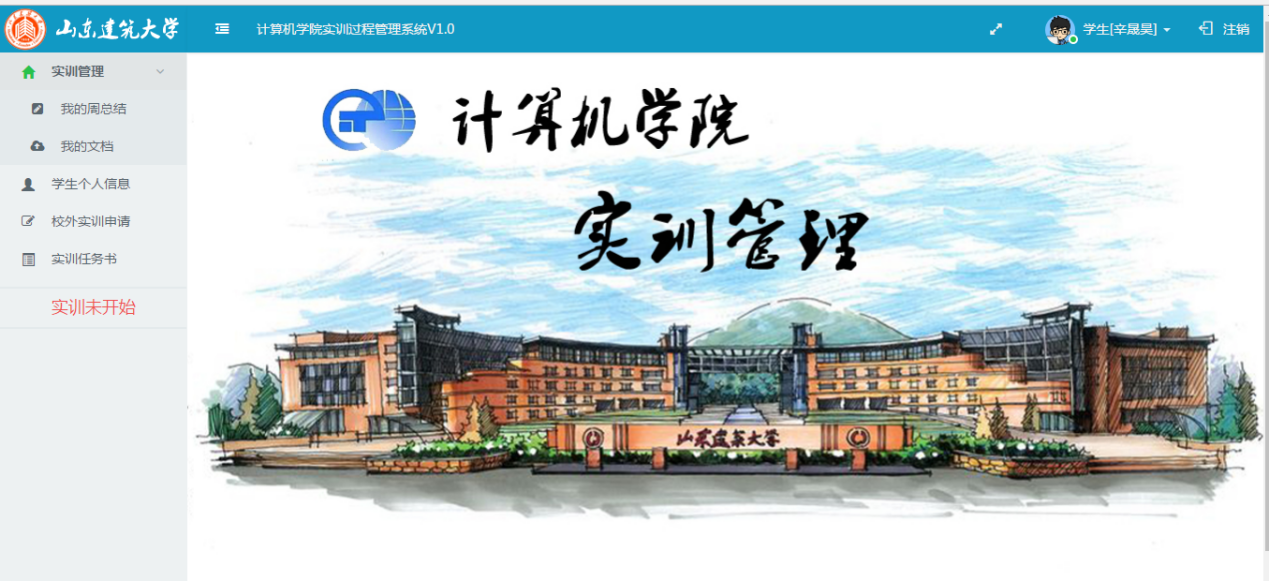 山东建筑大学
计算机学院实训过程管理系统V1.0
学生[辛晟昊]
注销
实训管理
我的周总结
我的文档
学生个人信息
校外实训申请
实训任务书
实训未开始
计算机学院
实训管理
山东建筑大学